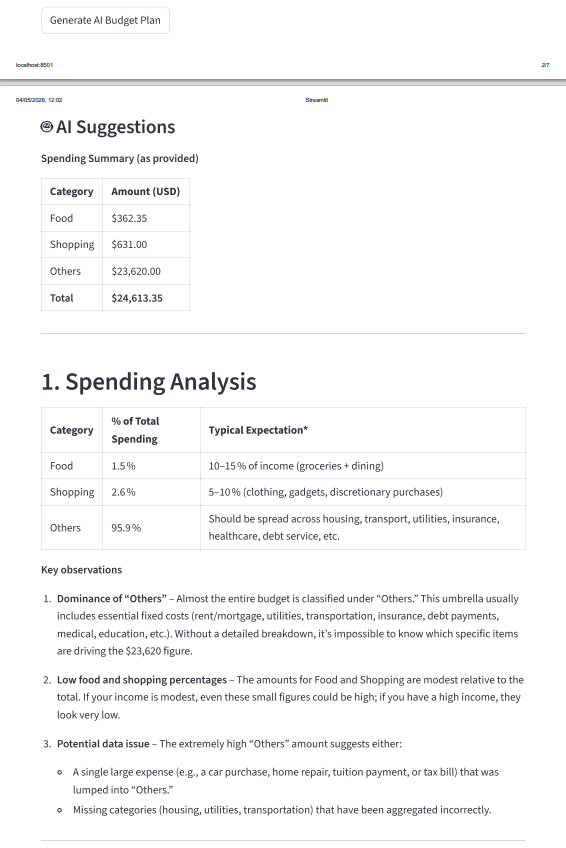 Generate AI Budget Plan
localhost:8501 2/7
04/05/2026, 12:02 Streamlit
AI Suggestions
Spending Summary (as provided)
Category Amount (USD)
Food $362.35
Shopping $631.00
Others $23,620.00
Total $24,613.35
1. Spending Analysis
Category % of Total Spending Typical Expectation*
Food 1.5 % 10–15 % of income (groceries + dining)
Shopping 2.6 % 5–10 % (clothing, gadgets, discretionary purchases)
Others 95.9 % Should be spread across housing, transport, utilities, insurance,
healthcare, debt service, etc.
Key observations
1. Dominance of “Others” – Almost the entire budget is classified under “Others.” This umbrella usually
includes essential fixed costs (rent/mortgage, utilities, transportation, insurance, debt payments,
medical, education, etc.). Without a detailed breakdown, it’s impossible to know which specific items
are driving the $23,620 figure.
2. Low food and shopping percentages – The amounts for Food and Shopping are modest relative to the
total. If your income is modest, even these small figures could be high; if you have a high income, they
look very low.
3. Potential data issue – The extremely high “Others” amount suggests either:
A single large expense (e.g., a car purchase, home repair, tuition payment, or tax bill) that was
lumped into “Others.”
Missing categories (housing, utilities, transportation) that have been aggregated incorrectly.